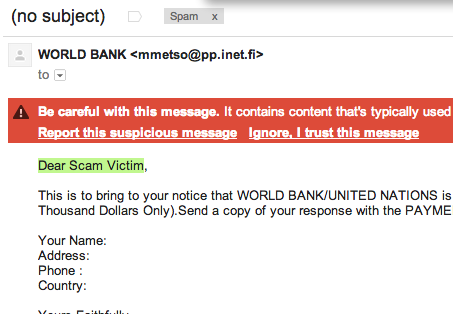 (no subject)
Spam x
WORLD BANK <mmetso@pp.inet.fi>
to
Be careful with this message. It contains content that's typically used
Report this suspicious message Ignore, I trust this message
Dear Scam Victim,
This is to bring to your notice that WORLD BANK/UNITED NATIONS is
Thousand Dollars Only).Send a copy of your response with the PAYME
Your Name:
Address:
Phone :
Country:
Yours Faithfully